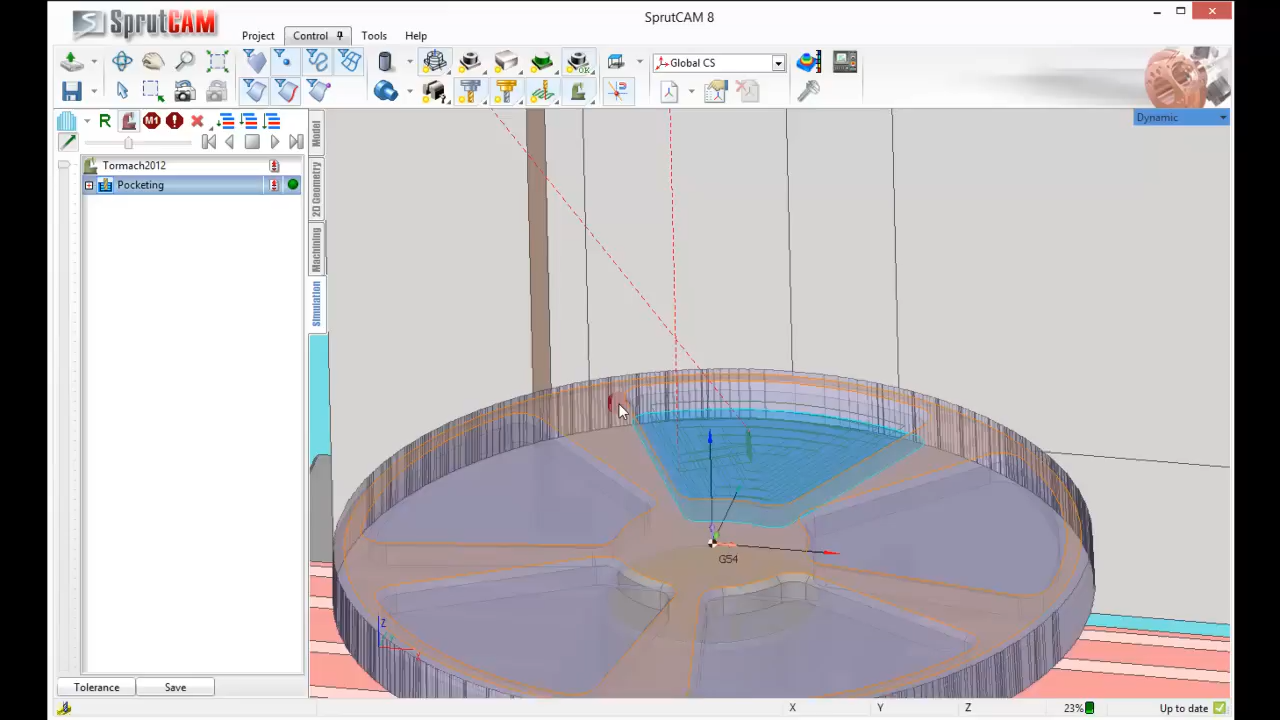 SprutCAM
SprutCAM 8
Project
Control
Tools
Help
Global CS
R
M1
Dynamic
Tormach2012
Pocketing
Model
2D Geometry
Machining
Simulation
G54
Z
Tolerance
Save
X
Y
Z
23%
Up to date